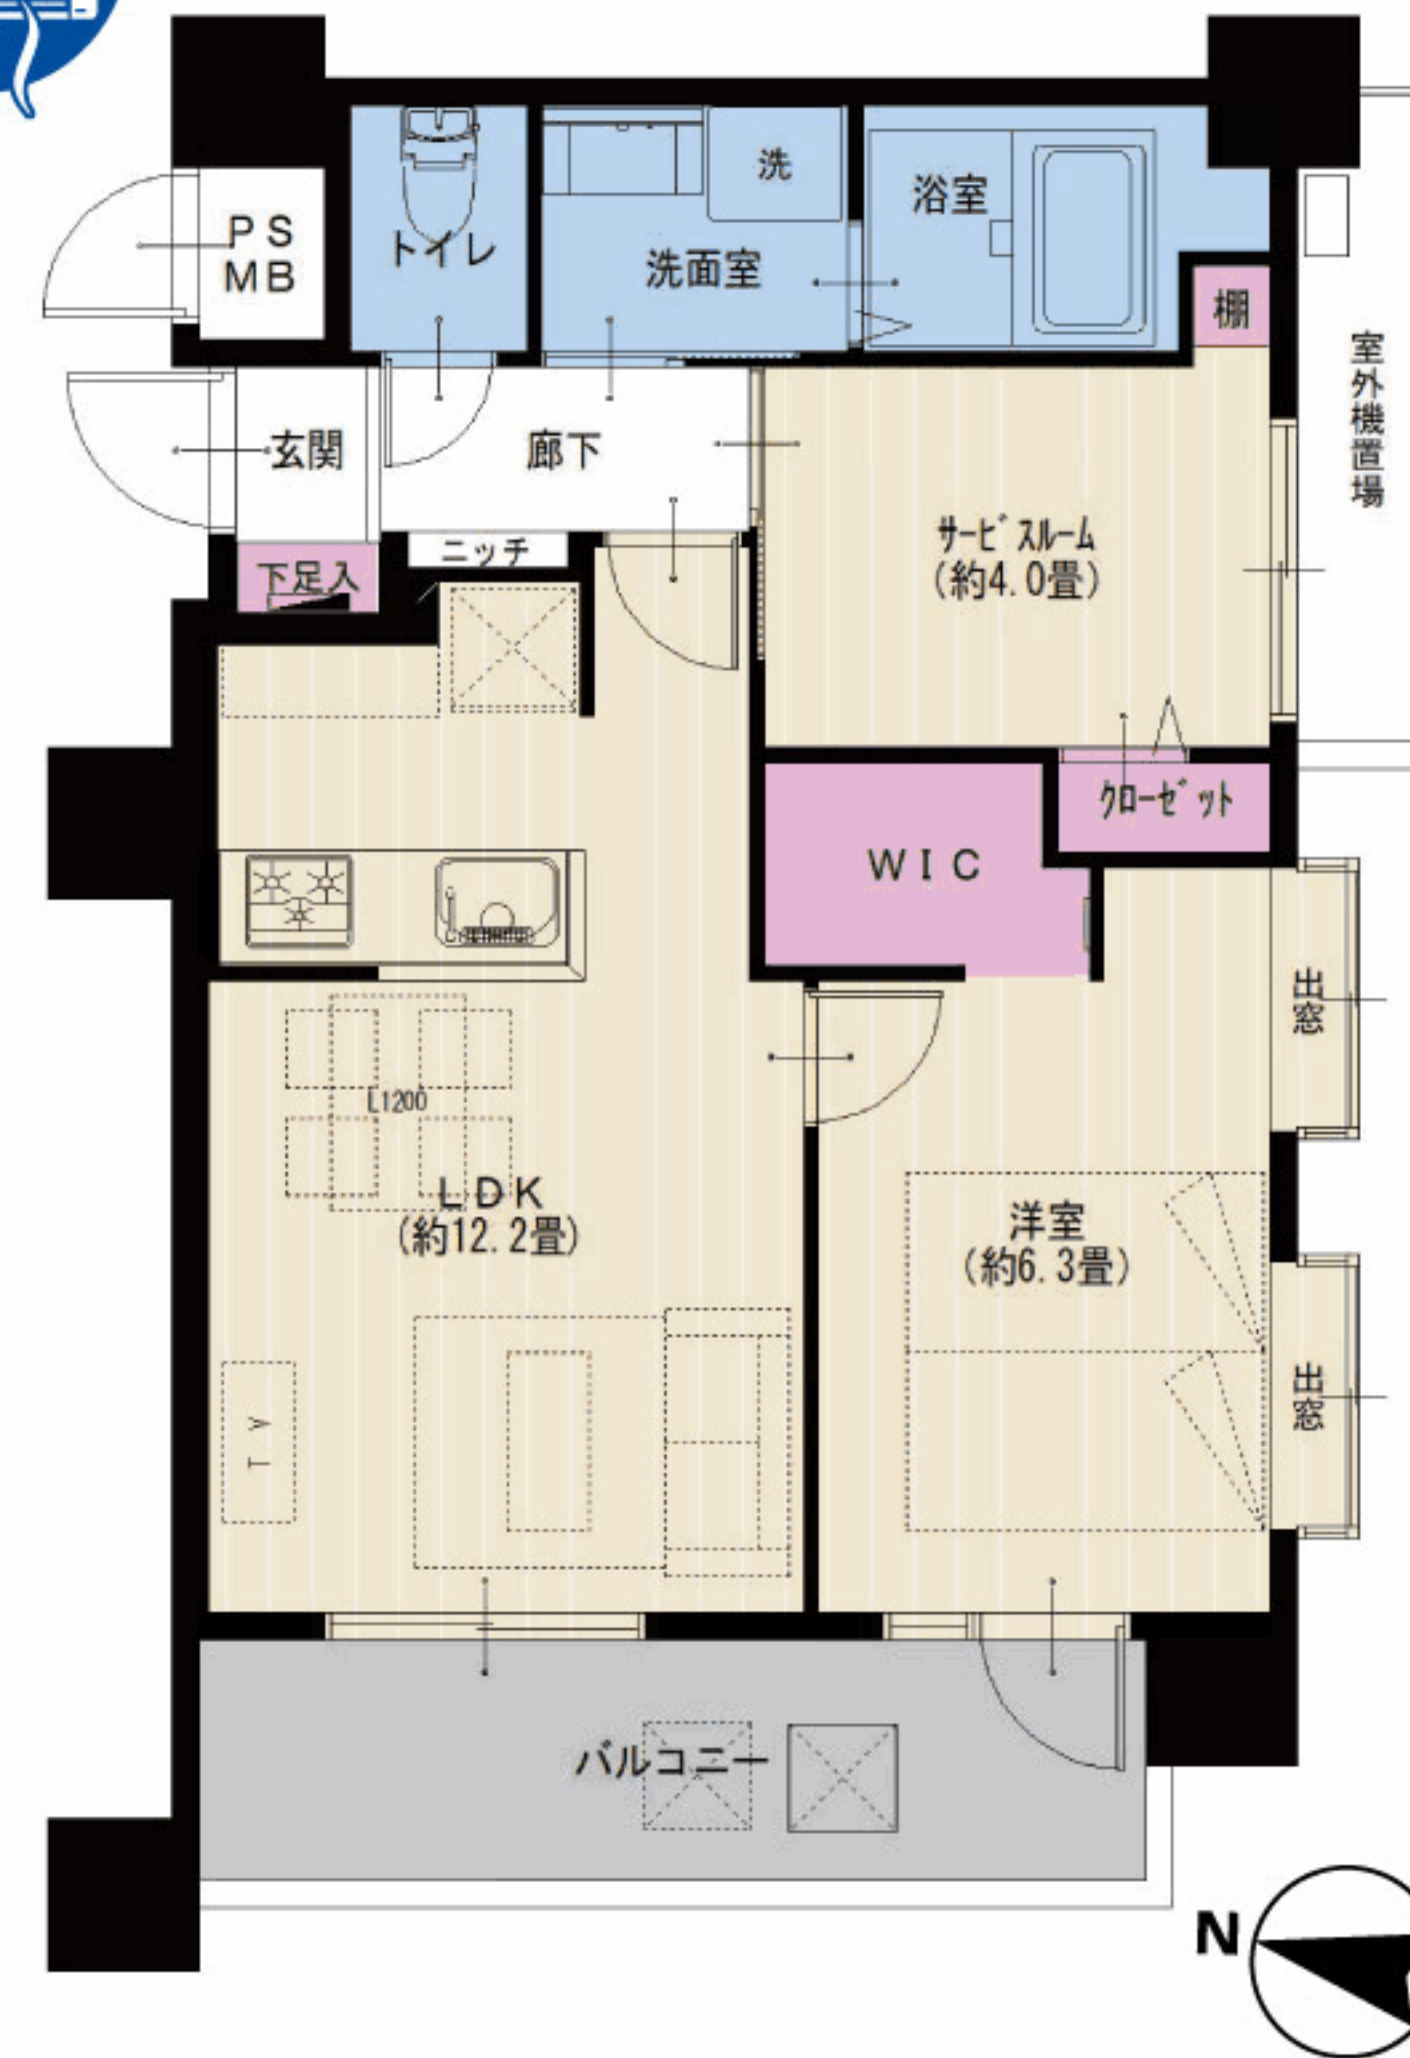 洗
浴室
トイレ
PS
MB
洗面室
棚
室外機置場
玄関
廊下
サービスルーム
(約4.0畳)
ニッチ
下足入
クローゼット
WIC
出窓
L1200
LDK
(約12.2畳)
洋室
(約6.3畳)
出窓
TV
バルコニー
N